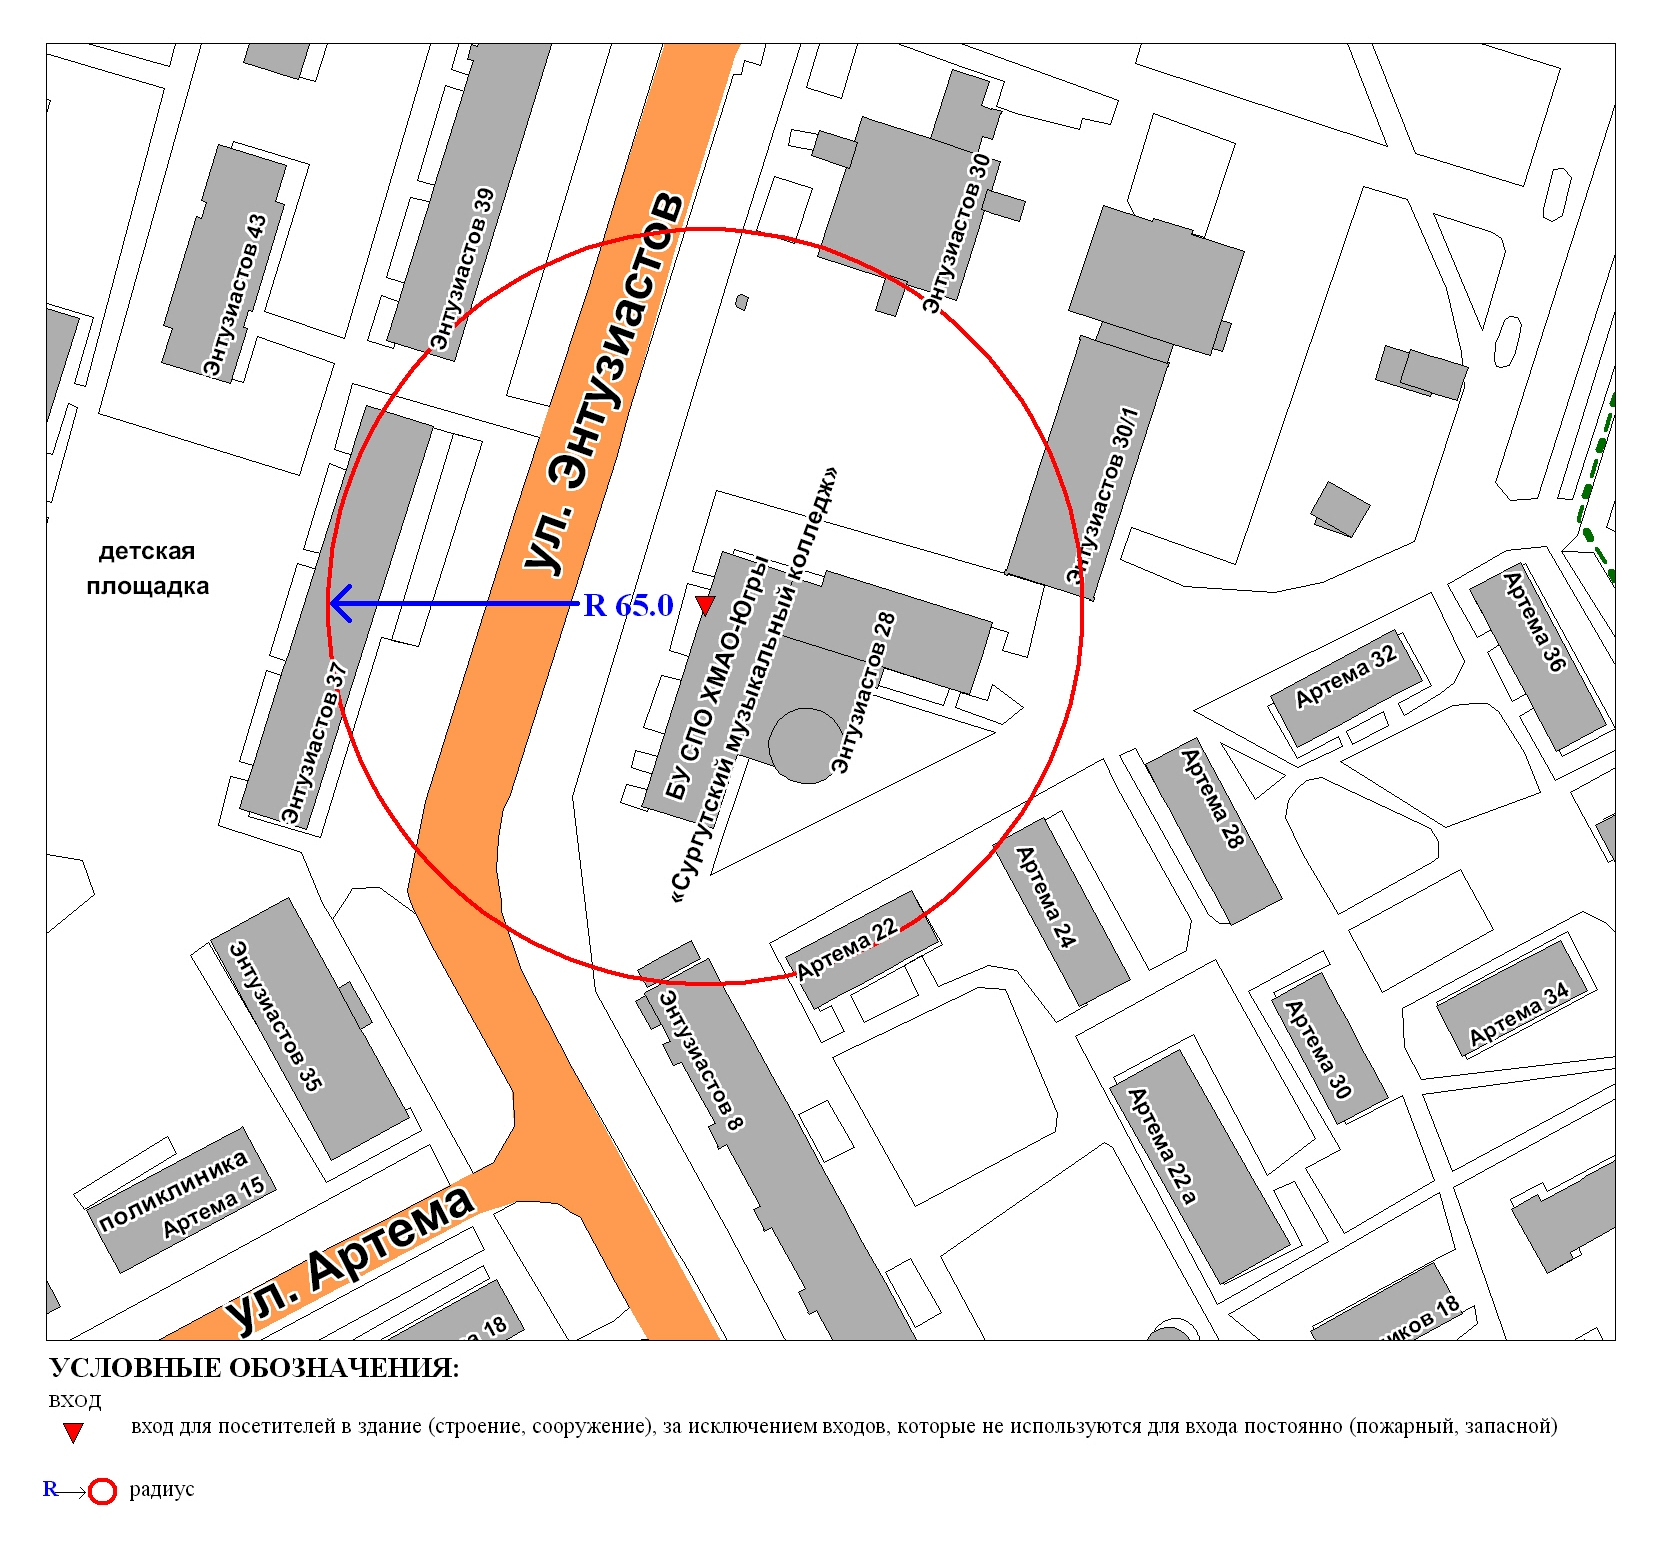 Энтузиастов 43
Энтузиастов 39
ул. Энтузиастов
Энтузиастов 30
Энтузиастов 30/1
детская
площадка
R 65.0
БУ СПО ХМАО-Югры
«Сургутский музыкальный колледж»
Энтузиастов 28
Энтузиастов 37
Артема 32
Артема 36
Артема 28
Артема 24
Артема 22
Энтузиастов 35
Энтузиастов 8
Артема 30
Артема 34
Артема 22 а
поликлиника
Артема 15
ул. Артема
а 18
иков 18
УСЛОВНЫЕ ОБОЗНАЧЕНИЯ:
ВХОД
вход для посетителей в здание (строение, сооружение), за исключением входов, которые не используются для входа постоянно (пожарный, запасной)
R радиус